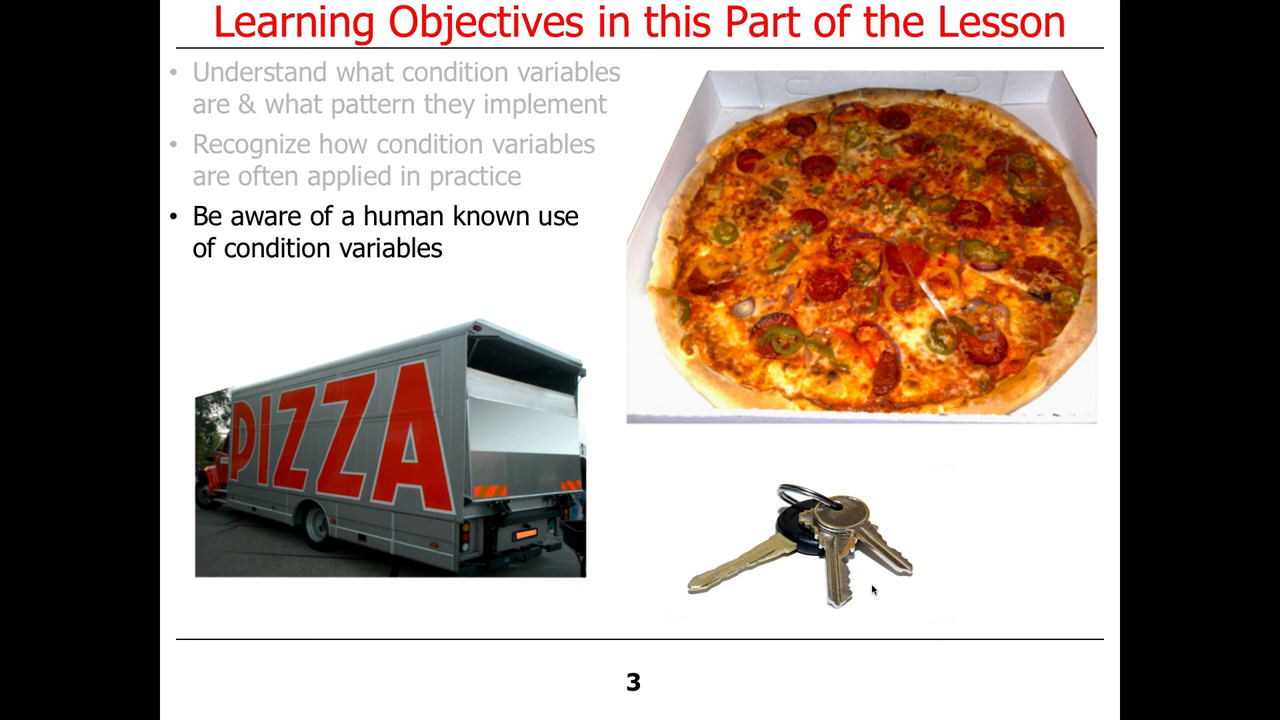 Learning Objectives in this Part of the Lesson
• Understand what condition variables
are & what pattern they implement
• Recognize how condition variables
are often applied in practice
• Be aware of a human known use
of condition variables
PIZZA
3